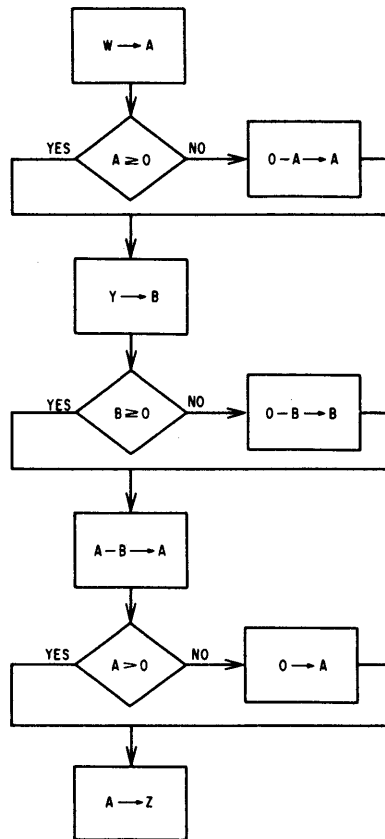 W → A
YES A ≥ 0 NO 0 - A → A
Y → B
YES B ≥ 0 NO 0 - B → B
A - B → A
YES A > 0 NO 0 → A
A → Z